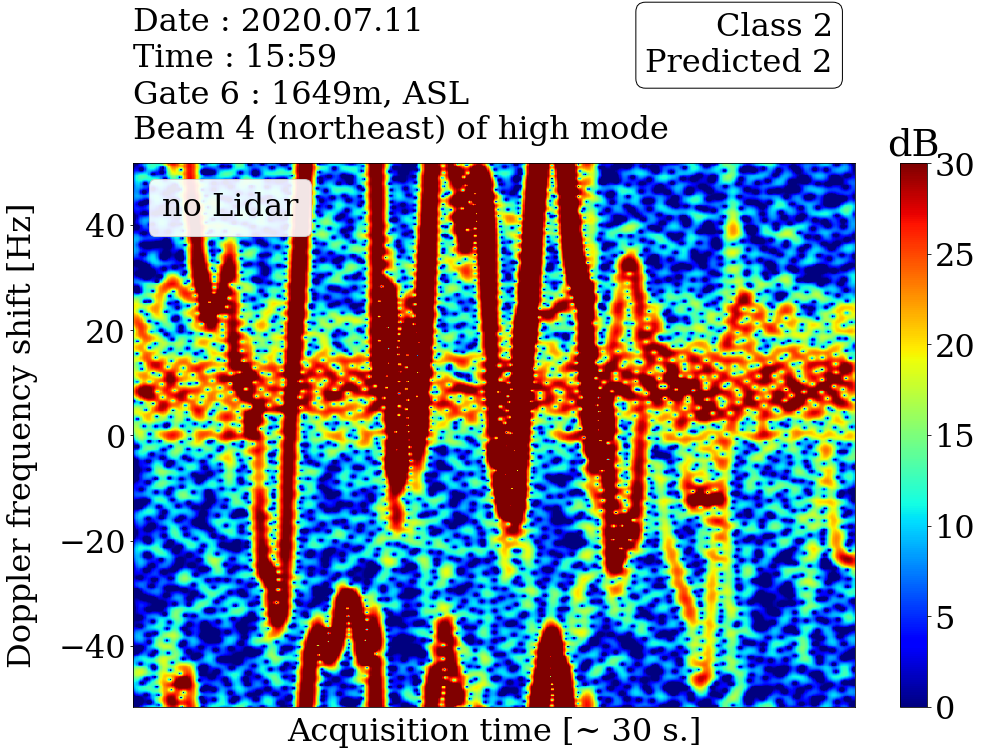 Date : 2020.07.11
Time : 15:59
Gate 6 : 1649m, ASL
Beam 4 (northeast) of high mode
Class 2
Predicted 2
dB
no Lidar
Doppler frequency shift [Hz]
40
20
0
−20
−40
Acquisition time [~ 30 s.]
30
25
20
15
10
5
0